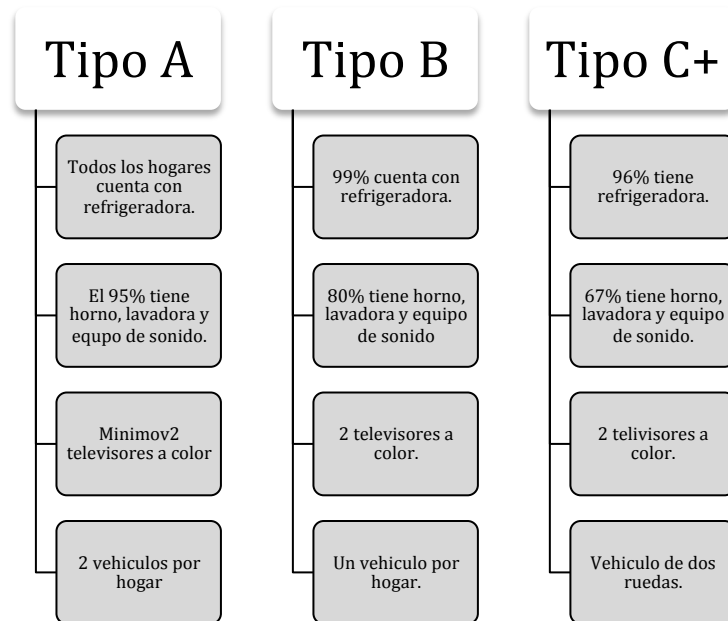 Tipo A
Todos los hogares
cuenta con
refrigeradora.
El 95% tiene
horno, lavadora y
equpo de sonido.
Minimov2
televisores a color
2 vehiculos por
hogar
Tipo B
99% cuenta con
refrigeradora.
80% tiene horno,
lavadora y equipo
de sonido
2 televisores a
color.
Un vehiculo por
hogar.
Tipo C+
96% tiene
refrigeradora.
67% tiene horno,
lavadora y equipo
de sonido.
2 telivisores a
color.
Vehiculo de dos
ruedas.